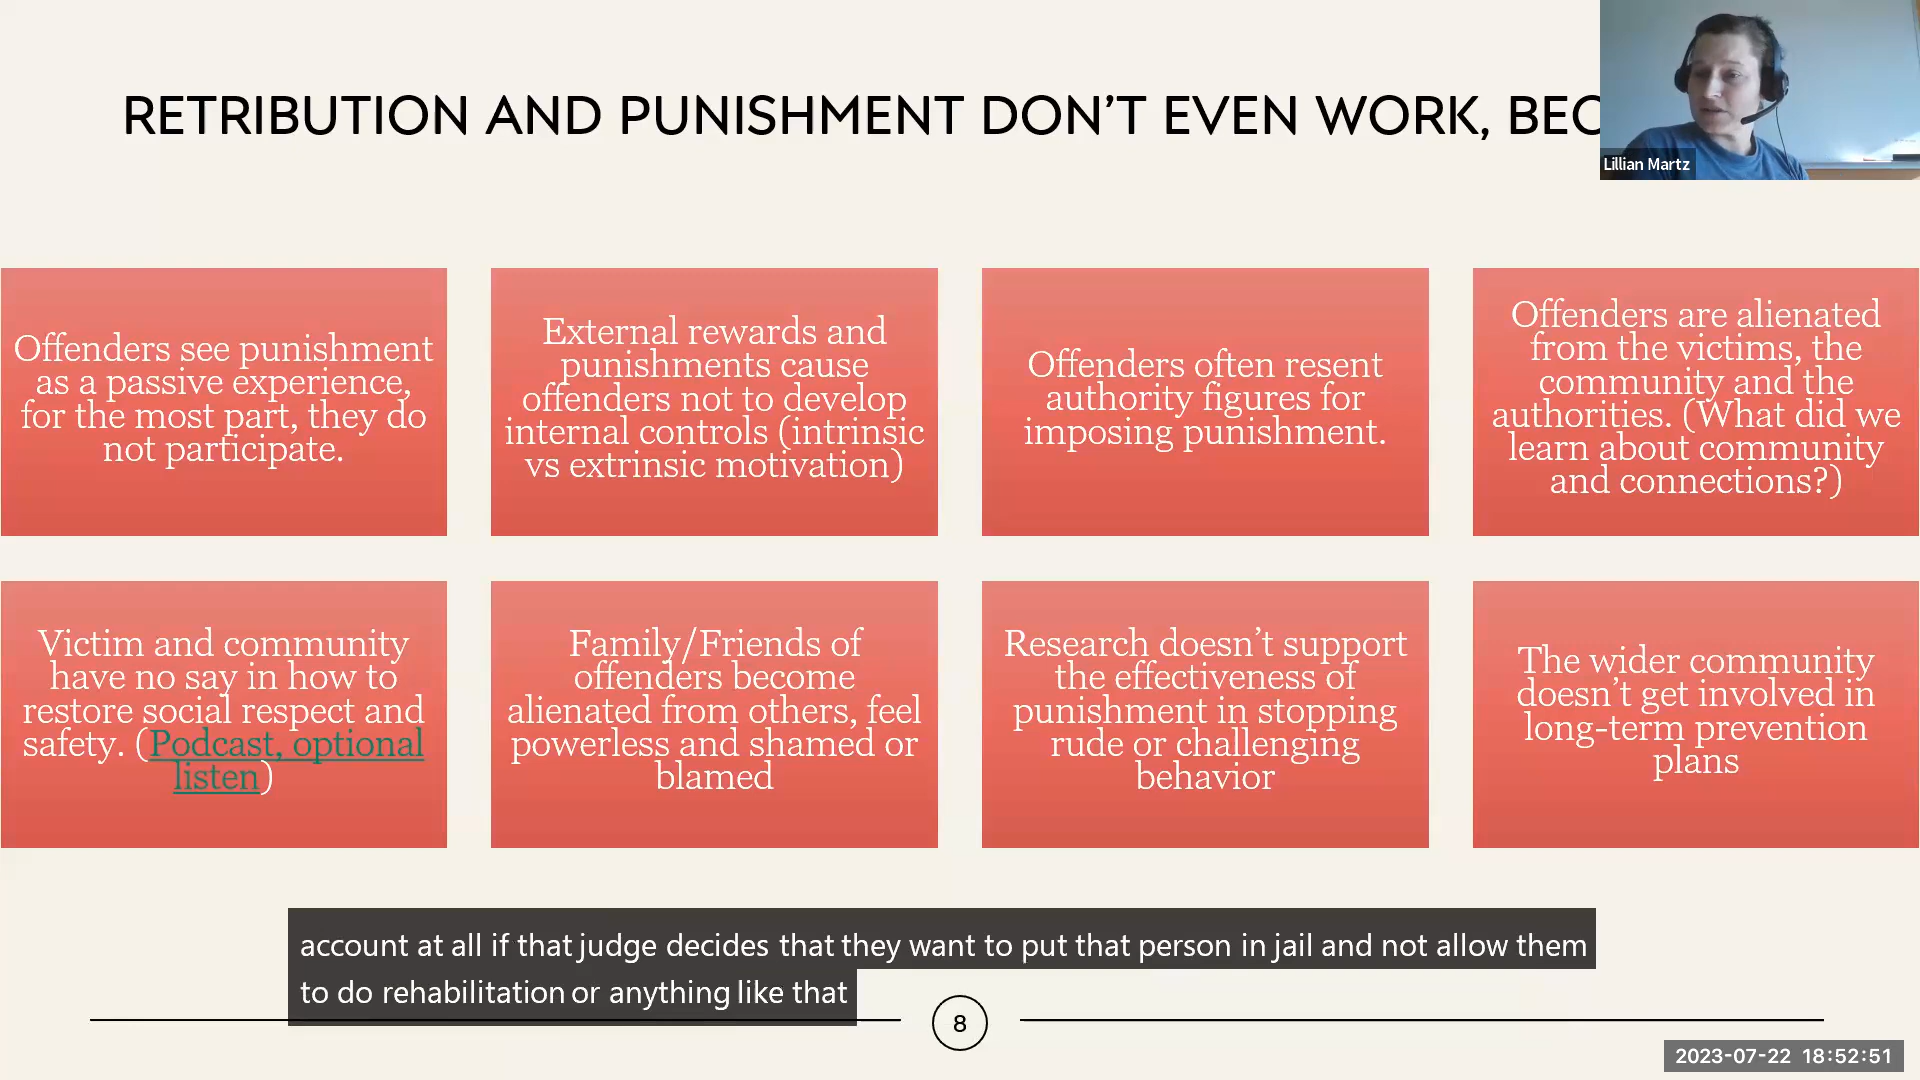 RETRIBUTION AND PUNISHMENT DON'T EVEN WORK,
Lillian Martz
Offenders see punishment
as a passive experience,
for the most part, they do
not participate.
External rewards and
punishments cause
offenders not to develop
internal controls (intrinsic
vs extrinsic motivation)
Offenders often resent
authority figures for
imposing punishment.
Offenders are alienated
from the victims, the
community and the
authorities. (What did we
learn about community
and connections?)
Victim and community
have no say in how to
restore social respect and
safety. (Podcast, optional
listen)
Family/Friends of
offenders become
alienated from others, feel
powerless and shamed or
blamed
Research doesn't support
the effectiveness of
punishment in stopping
rude or challenging
behavior
The wider community
doesn't get involved in
long-term prevention
plans
account at all if that judge decides that they want to put that person in jail and not allow them
to do rehabilitation or anything like that
8
2023-07-22 18:52:51